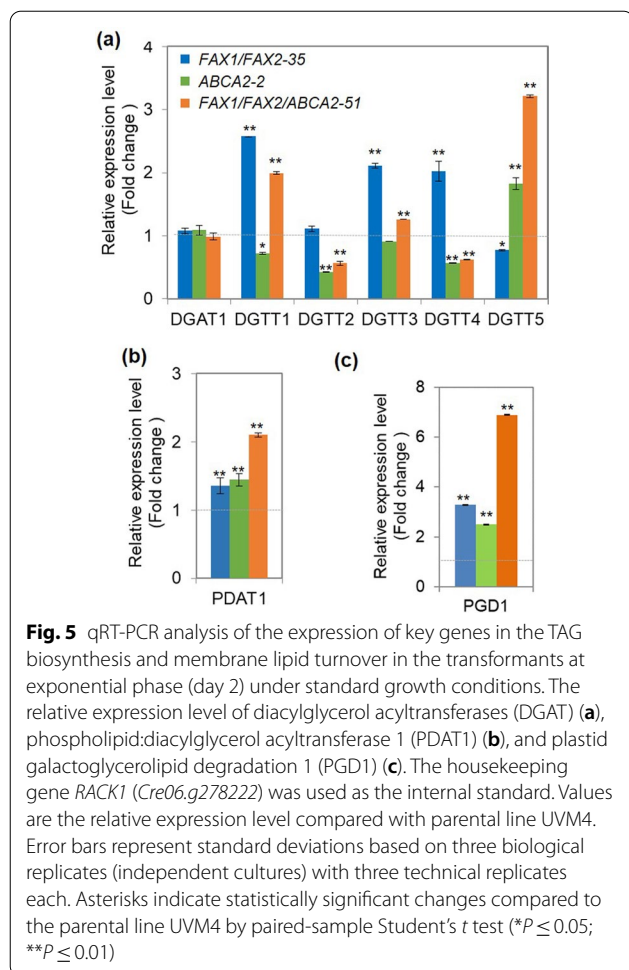 (a)
Relative expression level
(Fold change )
4
3
2
1
0
FAX1/FAX2-35
ABCA2-2
FAX1/FAX2/ABCA2-51
**
**
*
**
**
**
**
**
**
**
*
**
**
DGAT1 DGTT1 DGTT2 DGTT3 DGTT4 DGTT5
(b)
Relative expression level
(Fold change )
3
2
1
0
**
**
**
PDAT1
(c)
Relative expression level
(Fold change )
8
6
4
2
0
**
**
**
PGD1
Fig. 5 qRT-PCR analysis of the expression of key genes in the TAG
biosynthesis and membrane lipid turnover in the transformants at
exponential phase (day 2) under standard growth conditions. The
relative expression level of diacylglycerol acyltransferases (DGAT) (a),
phospholipid:diacylglycerol acyltransferase 1 (PDAT1) (b), and plastid
galactoglycerolipid degradation 1 (PGD1) (c). The housekeeping
gene RACK1 (Cre06.g278222) was used as the internal standard. Values
are the relative expression level compared with parental line UVM4.
Error bars represent standard deviations based on three biological
replicates (independent cultures) with three technical replicates
each. Asterisks indicate statistically significant changes compared to
the parental line UVM4 by paired-sample Student's t test (*P ≤ 0.05;
**P ≤ 0.01)